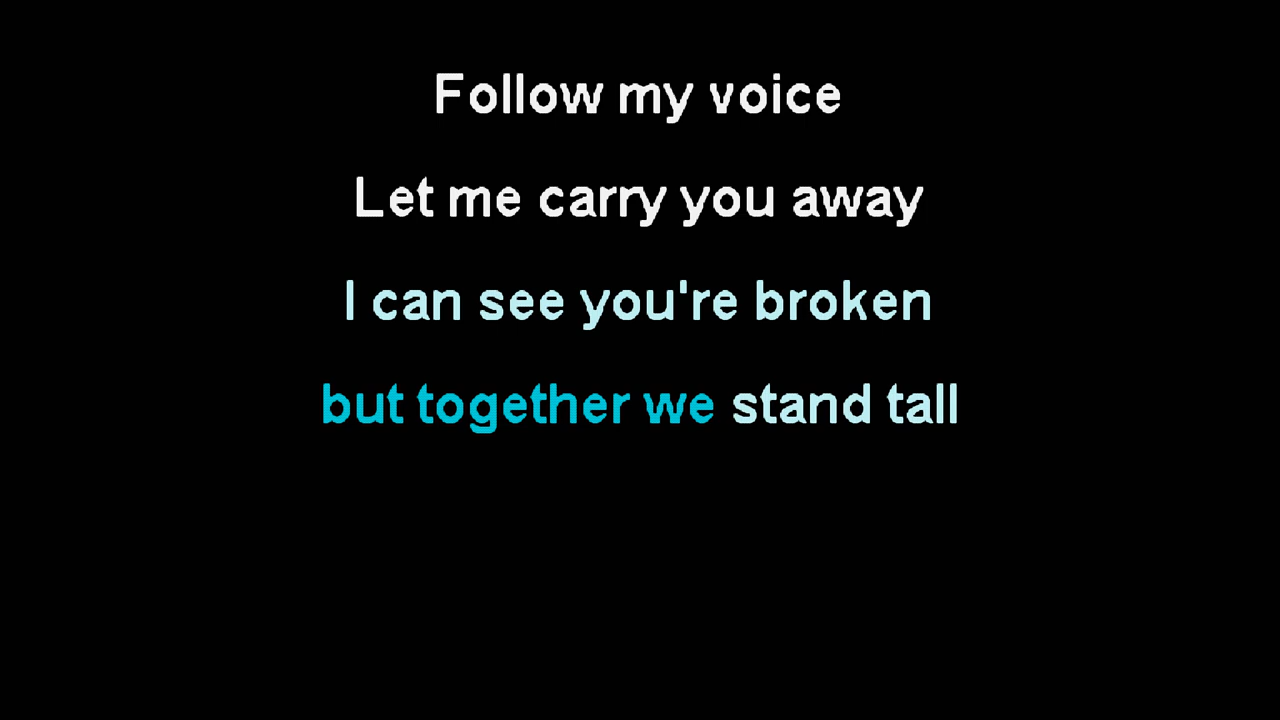 Follow my voice
Let me carry you away
I can see you're broken
but together we stand tall